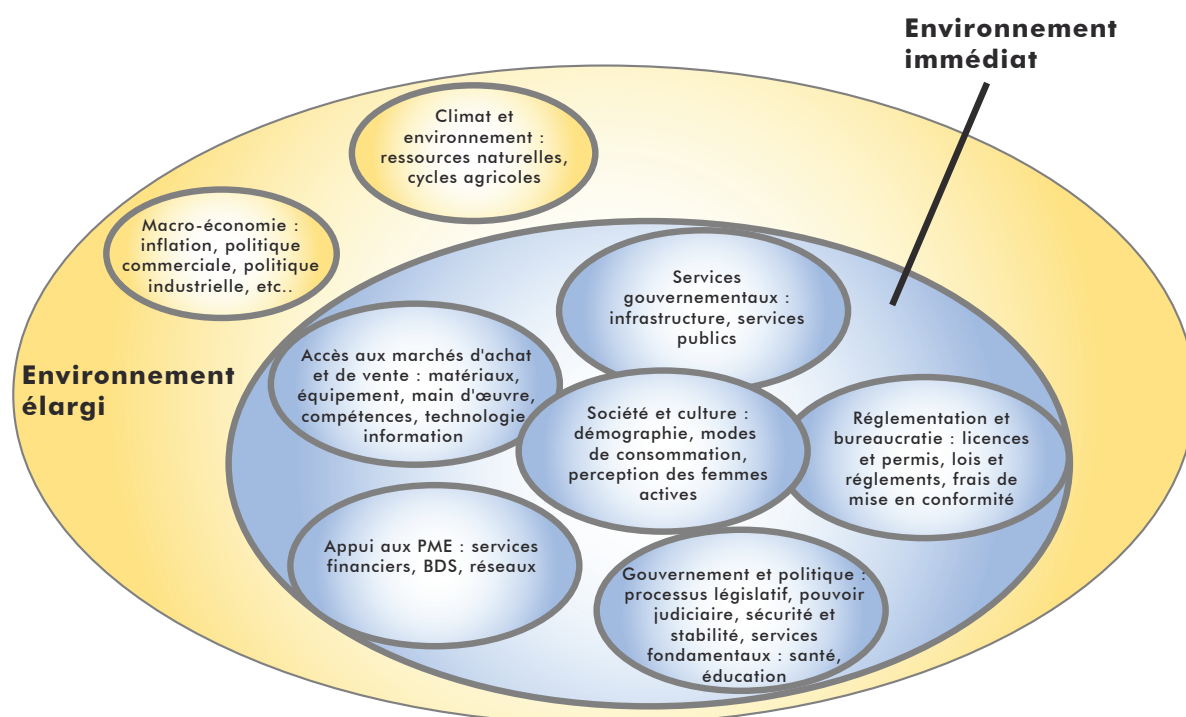 Environnement
immédiat
Climat et
environnement :
ressources naturelles,
cycles agricoles
Macro-économie :
inflation, politique
commerciale, politique
industrielle, etc..
Services
gouvernementaux :
infrastructure, services
publics
Environnement
élargi
Accès aux marchés d'achat
et de vente : matériaux,
équipement, main d'œuvre,
compétences, technologie
information
Société et culture :
démographie, modes
de consommation,
perception des femmes
actives
Réglementation et
bureaucratie : licences
et permis, lois et
réglements, frais de
mise en conformité
Appui aux PME : services
financiers, BDS, réseaux
Gouvernement et politique :
processus législatif, pouvoir
judiciaire, sécurité et
stabilité, services
fondamentaux : santé,
éducation